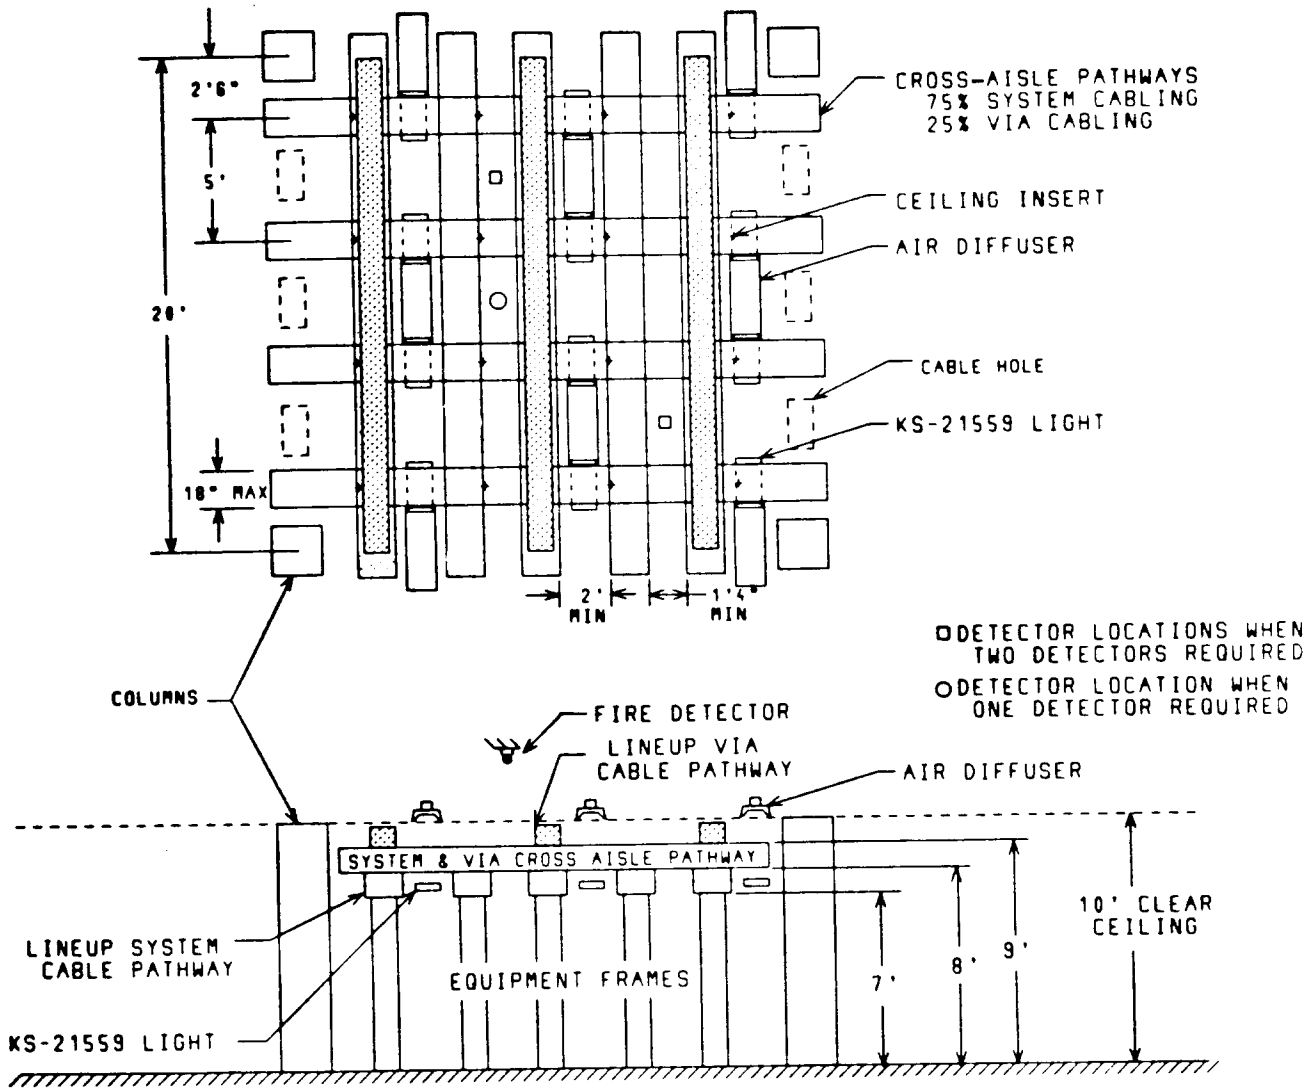 2'6"
5'
20'
18" MAX
CROSS-AISLE PATHWAYS
75% SYSTEM CABLING
25% VIA CABLING
CEILING INSERT
AIR DIFFUSER
CABLE HOLE
KS-21559 LIGHT
2'
MIN
1'4"
MIN
DETECTOR LOCATIONS WHEN
TWO DETECTORS REQUIRED
DETECTOR LOCATION WHEN
ONE DETECTOR REQUIRED
COLUMNS
FIRE DETECTOR
LINEUP VIA
CABLE PATHWAY
AIR DIFFUSER
SYSTEM & VIA CROSS AISLE PATHWAY
LINEUP SYSTEM
CABLE PATHWAY
EQUIPMENT FRAMES
7'
8'
9'
10' CLEAR
CEILING
KS-21559 LIGHT